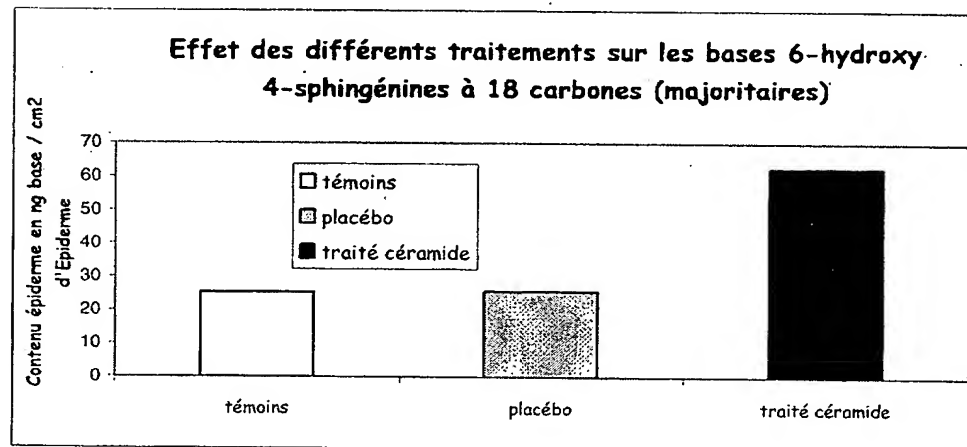 Effet des différents traitements sur les bases 6-hydroxy
4-sphingénines à 18 carbones (majoritaires)
Contenu épiderme en ng base / cm2
d'Epiderme
70
60
50
40
30
20
10
0
témoins
placébo
traité céramide
témoins
placébo
traité céramide